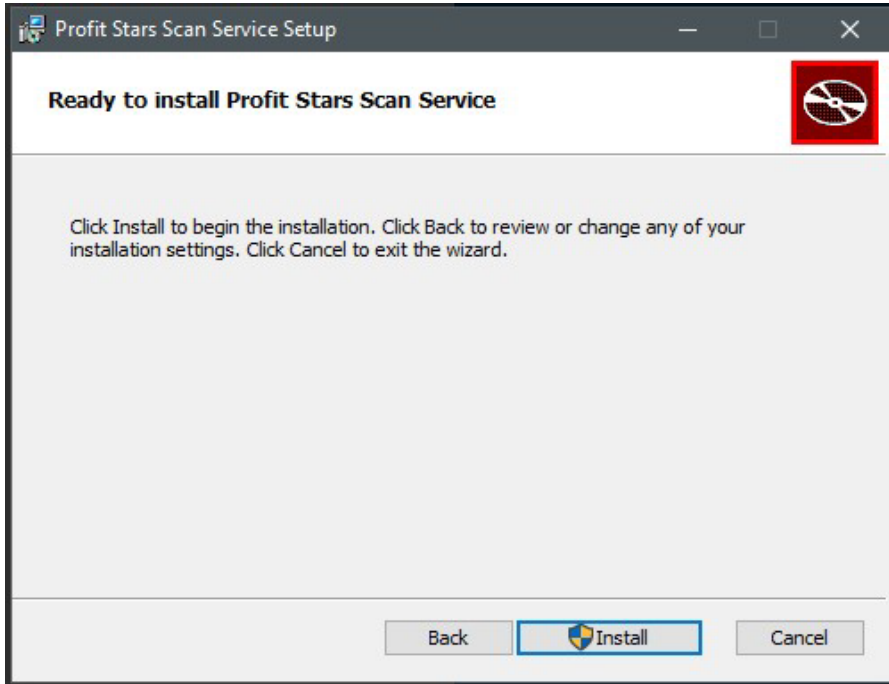 Profit Stars Scan Service Setup
Ready to install Profit Stars Scan Service
Click Install to begin the installation. Click Back to review or change any of your
installation settings. Click Cancel to exit the wizard.
Back Install Cancel